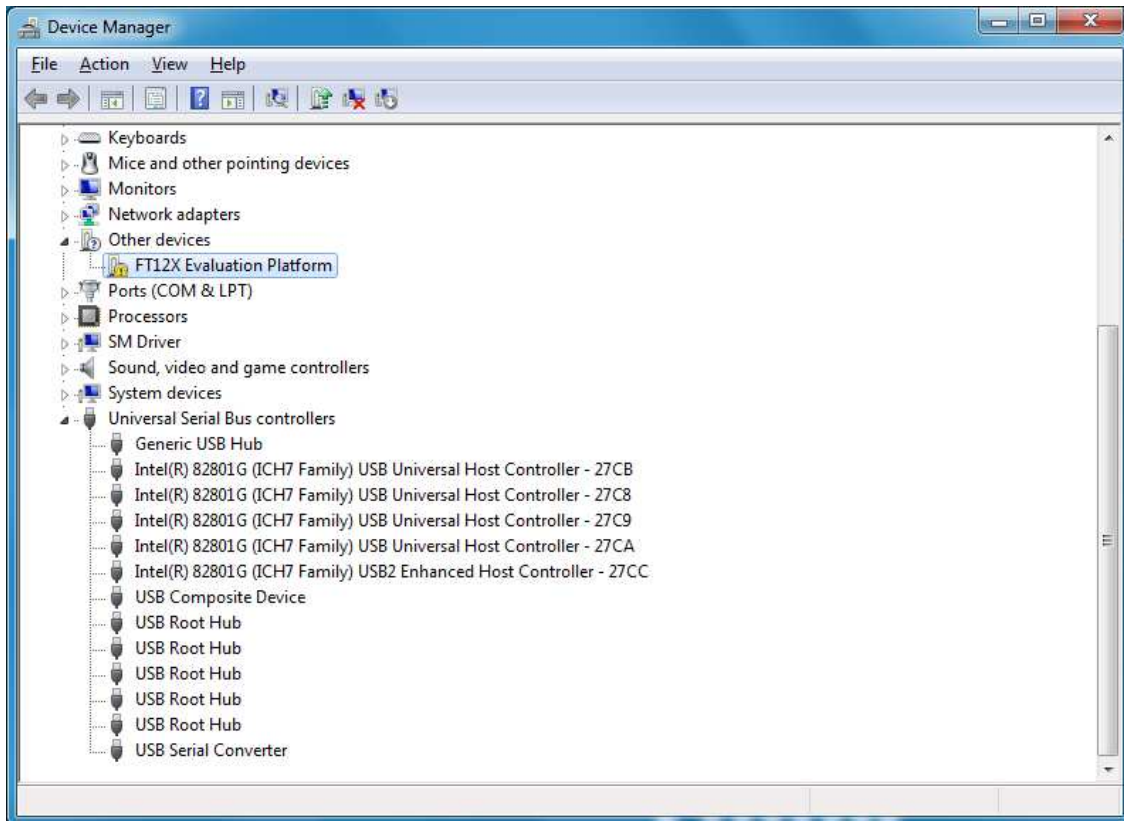 Device Manager
File Action View Help
Keyboards
Mice and other pointing devices
Monitors
Network adapters
Other devices
FT12X Evaluation Platform
Ports (COM & LPT)
Processors
SM Driver
Sound, video and game controllers
System devices
Universal Serial Bus controllers
Generic USB Hub
Intel(R) 82801G (ICH7 Family) USB Universal Host Controller - 27CB
Intel(R) 82801G (ICH7 Family) USB Universal Host Controller - 27C8
Intel(R) 82801G (ICH7 Family) USB Universal Host Controller - 27C9
Intel(R) 82801G (ICH7 Family) USB Universal Host Controller - 27CA
Intel(R) 82801G (ICH7 Family) USB2 Enhanced Host Controller - 27CC
USB Composite Device
USB Root Hub
USB Root Hub
USB Root Hub
USB Root Hub
USB Root Hub
USB Serial Converter